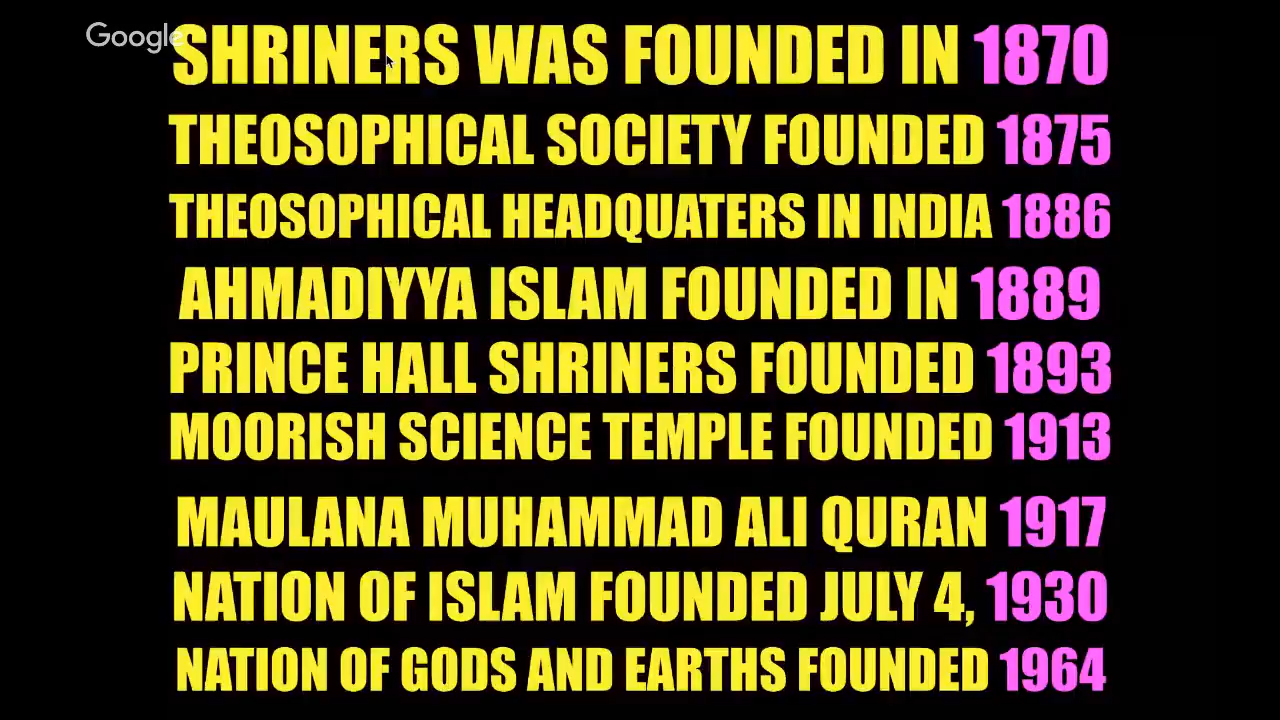 Google
SHRINERS WAS FOUNDED IN 1870
THEOSOPHICAL SOCIETY FOUNDED 1875
THEOSOPHICAL HEADQUATERS IN INDIA 1886
AHMADIYYA ISLAM FOUNDED IN 1889
PRINCE HALL SHRINERS FOUNDED 1893
MOORISH SCIENCE TEMPLE FOUNDED 1913
MAULANA MUHAMMAD ALI QURAN 1917
NATION OF ISLAM FOUNDED JULY 4, 1930
NATION OF GODS AND EARTHS FOUNDED 1964